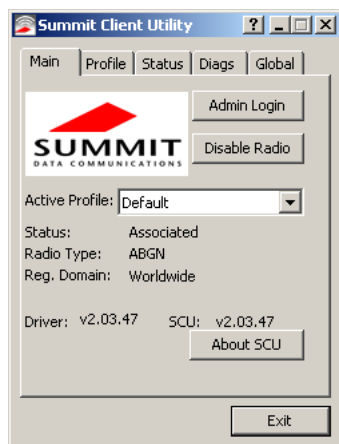 Summit Client Utility ? X
Main Profile Status Diags Global
Admin Login
SUMMIT
DATA COMMUNICATIONS
Disable Radio
Active Profile: Default
Status: Associated
Radio Type: ABGN
Reg. Domain: Worldwide
Driver: v2.03.47 SCU: v2.03.47
About SCU
Exit